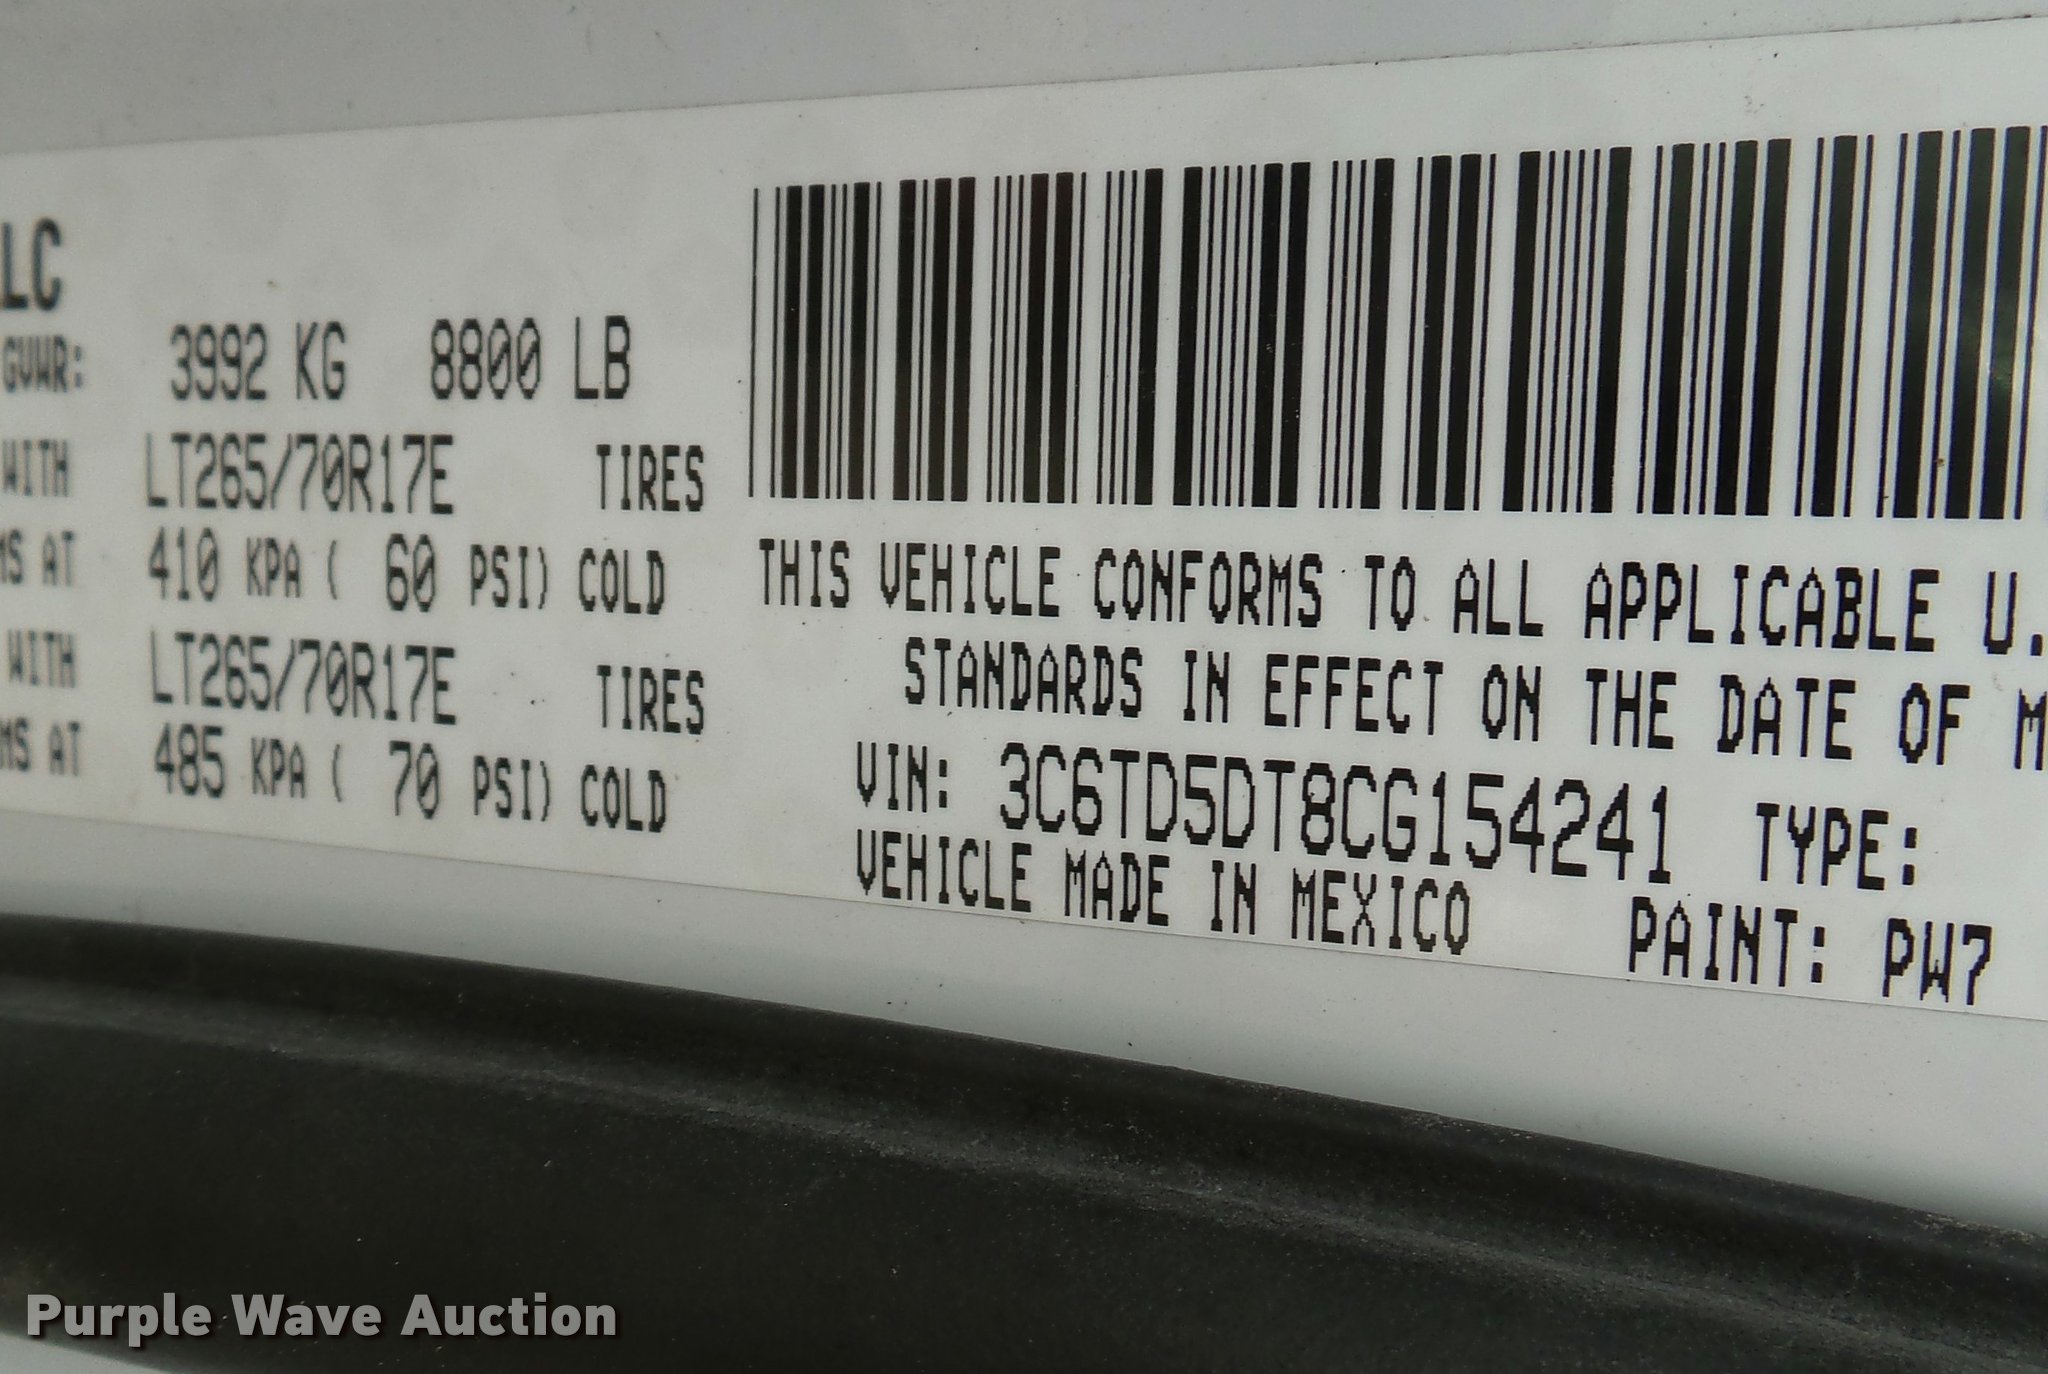 LC
GVWR: 3992 KG 8800 LB
WITH LT265/70R17E TIRES
MS AT 410 KPA ( 60 PSI) COLD
WITH LT265/70R17E TIRES
MS AT 485 KPA ( 70 PSI) COLD
THIS VEHICLE CONFORMS TO ALL APPLICABLE U.
STANDARDS IN EFFECT ON THE DATE OF M
VIN: 3C6TD5DT8CG154241 TYPE:
VEHICLE MADE IN MEXICO PAINT: PW7
Purple Wave Auction